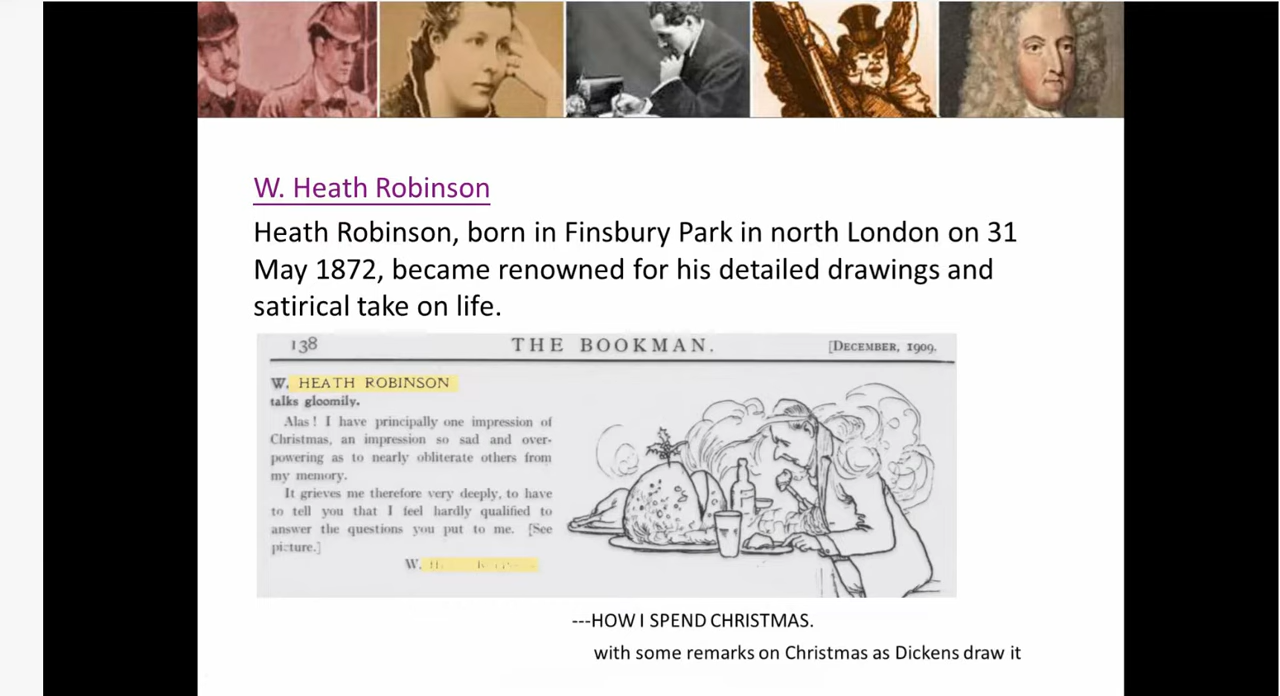 W. Heath Robinson
Heath Robinson, born in Finsbury Park in north London on 31
May 1872, became renowned for his detailed drawings and
satirical take on life.
138 THE BOOKMAN. [DECEMBER, 1909.
W. HEATH ROBINSON
talks gloomily.
Alas! I have principally one impression of
Christmas, an impression so sad and over-
powering as to nearly obliterate others from
my memory.
It grieves me therefore very deeply, to have
to tell you that I feel hardly qualified to
answer the questions you put to me. [See
picture.]
W.
---HOW I SPEND CHRISTMAS.
with some remarks on Christmas as Dickens draw it